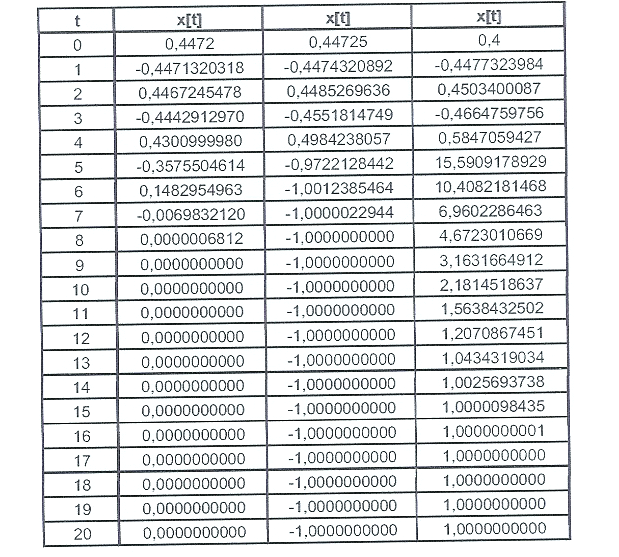 t x[t] x[t] x[t]
0 0,4472 0,44725 0,4
1 -0,4471320318 -0,4474320892 -0,4477323984
2 0,4467245478 0,4485269636 0,4503400087
3 -0,4442912970 -0,4551814749 -0,4664759756
4 0,4300999980 0,4984238057 0,5847059427
5 -0,3575504614 -0,9722128442 15,5909178929
6 0,1482954963 -1,0012385464 10,4082181468
7 -0,0069832120 -1,0000022944 6,9602286463
8 0,0000006812 -1,0000000000 4,6723010669
9 0,0000000000 -1,0000000000 3,1631664912
10 0,0000000000 -1,0000000000 2,1814518637
11 0,0000000000 -1,0000000000 1,5638432502
12 0,0000000000 -1,0000000000 1,2070867451
13 0,0000000000 -1,0000000000 1,0434319034
14 0,0000000000 -1,0000000000 1,0025693738
15 0,0000000000 -1,0000000000 1,0000098435
16 0,0000000000 -1,0000000000 1,0000000001
17 0,0000000000 -1,0000000000 1,0000000000
18 0,0000000000 -1,0000000000 1,0000000000
19 0,0000000000 -1,0000000000 1,0000000000
20 0,0000000000 -1,0000000000 1,0000000000